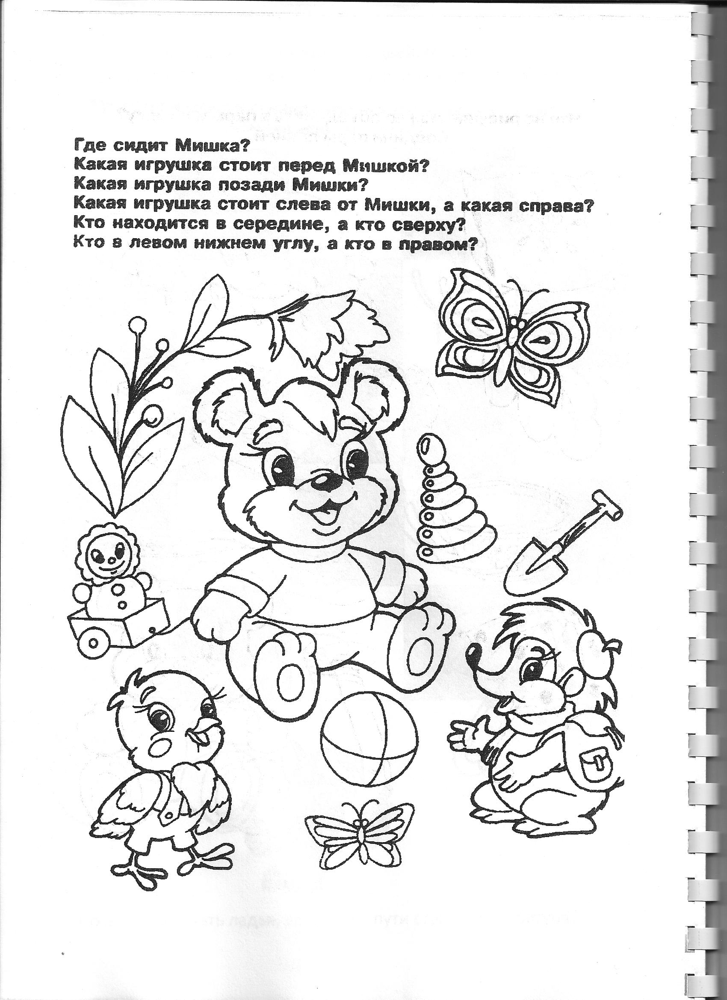 Где сидит Мишка?
Какая игрушка стоит перед Мишкой?
Какая игрушка позади Мишки?
Какая игрушка стоит слева от Мишки, а какая справа?
Кто находится в середине, а кто сверху?
Кто в левом нижнем углу, а кто в правом?